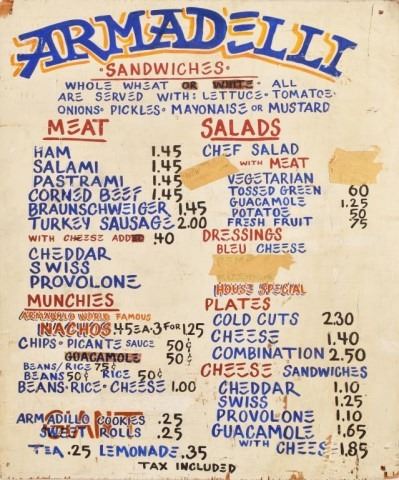 ARMADELLI
·SANDWICHES·
WHOLE WHEAT OR WHITE· ALL
ARE SERVED WITH: LETTUCE· TOMATOE·
ONIONS· PICKLES· MAYONAISE OR MUSTARD
MEAT
HAM 1.45
SALAMI 1.45
PASTRAMI 1.45
CORNED BEEF 1.45
BRAUNSCHWEIGER 1.45
TURKEY SAUSAGE 2.00
WITH CHEESE ADDED 40
CHEDDAR
SWISS
PROVOLONE
MUNCHIES
ARMADILLO WORLD FAMOUS
NACHOS .45 EA· 3 FOR 1.25
CHIPS· PICANTE SAUCE 50¢
GUACAMOLE 50¢
BEANS/RICE 75¢
BEANS 50¢ RICE 50¢
BEANS· RICE· CHEESE 1.00
GIANT
ARMADILLO COOKIES .25
SWEET ROLLS .25
TEA .25 LEMONADE .35
TAX INCLUDED
SALADS
CHEF SALAD
WITH MEAT
VEGETARIAN
TOSSED GREEN 60
GUACAMOLE 1.25
POTATOE 50
FRESH FRUIT 75
DRESSINGS
BLEU CHEESE
HOUSE SPECIAL
PLATES
COLD CUTS 2.30
CHEESE 1.40
COMBINATION 2.50
CHEESE SANDWICHES
CHEDDAR 1.10
SWISS 1.25
PROVOLONE 1.10
GUACAMOLE 1.65
WITH CHEESE 1.85